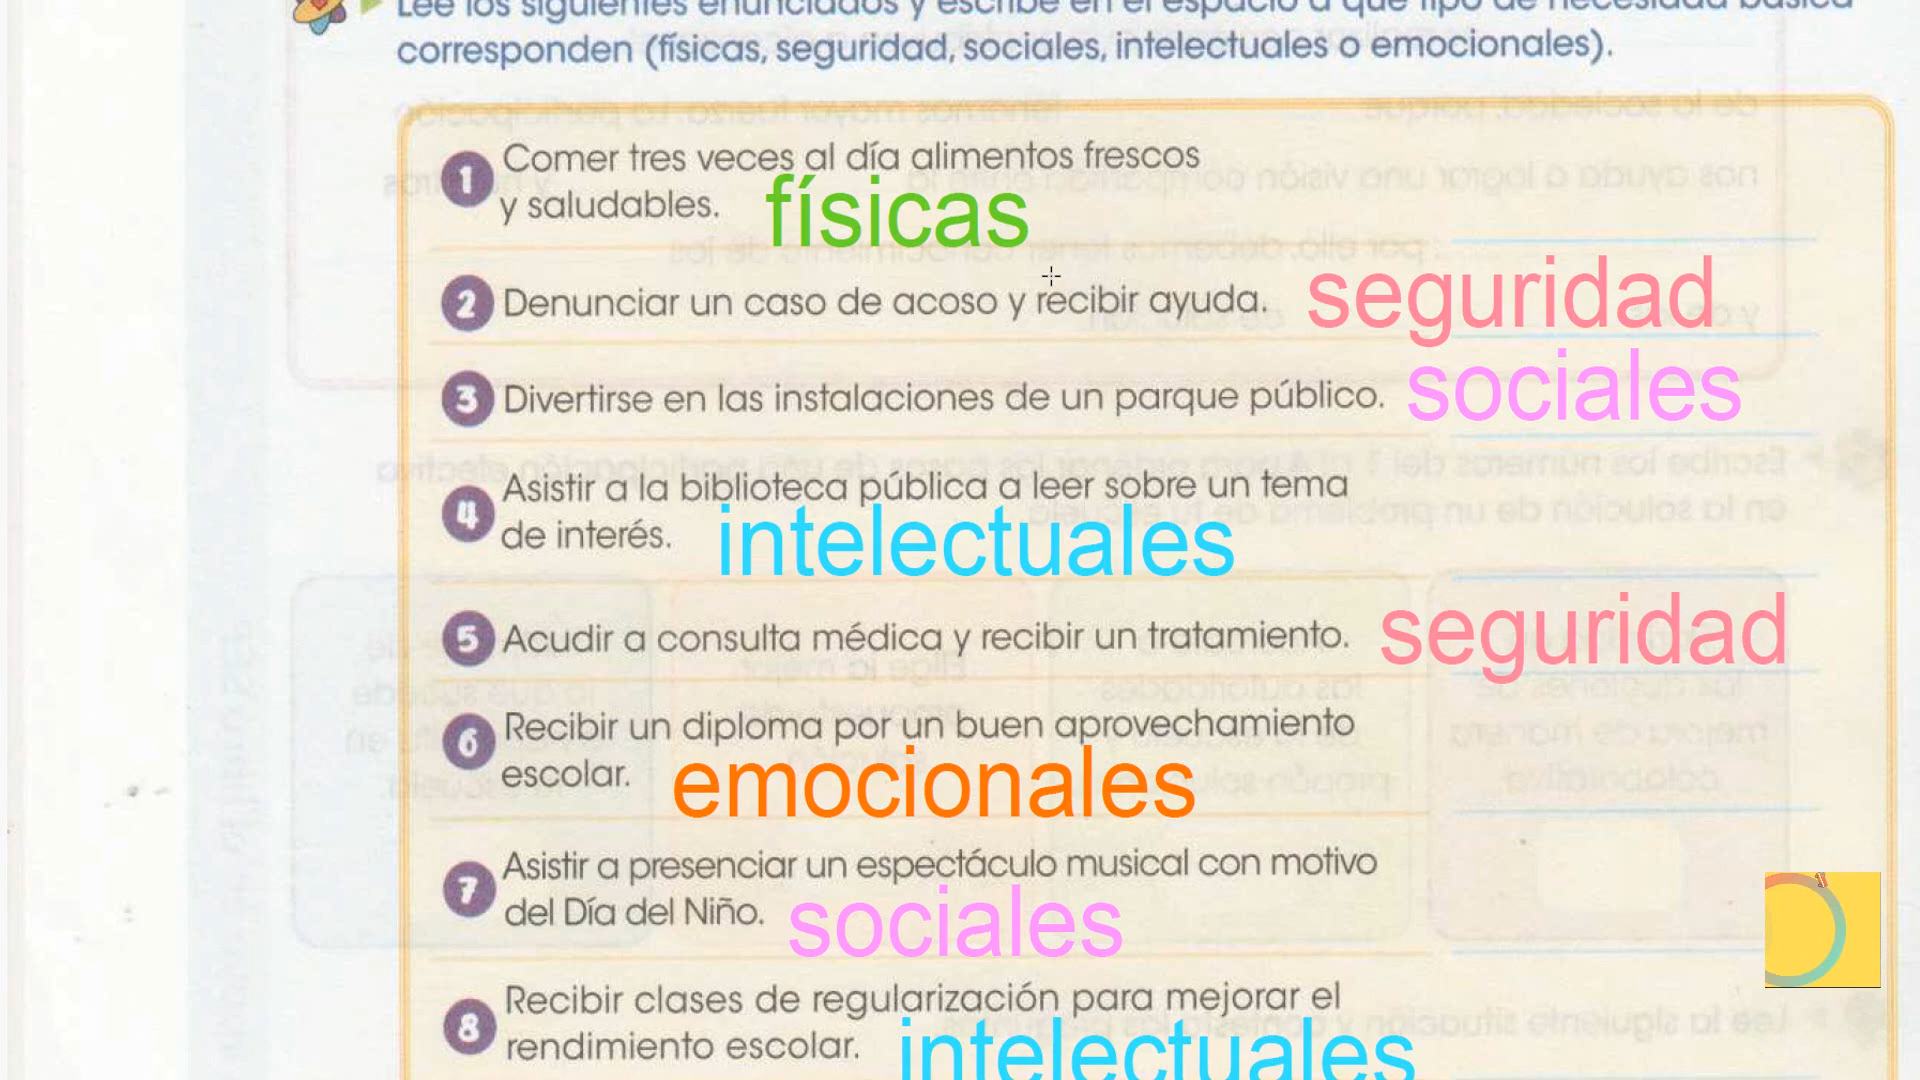 Lee los siguientes enunciados y escribe en el espacio a qué tipo de necesidad básica
corresponden (físicas, seguridad, sociales, intelectuales o emocionales).
1 Comer tres veces al día alimentos frescos
y saludables. físicas
2 Denunciar un caso de acoso y recibir ayuda. seguridad
3 Divertirse en las instalaciones de un parque público. sociales
4 Asistir a la biblioteca pública a leer sobre un tema
de interés. intelectuales
5 Acudir a consulta médica y recibir un tratamiento. seguridad
6 Recibir un diploma por un buen aprovechamiento
escolar. emocionales
7 Asistir a presenciar un espectáculo musical con motivo
del Día del Niño. sociales
8 Recibir clases de regularización para mejorar el
rendimiento escolar. intelectuales